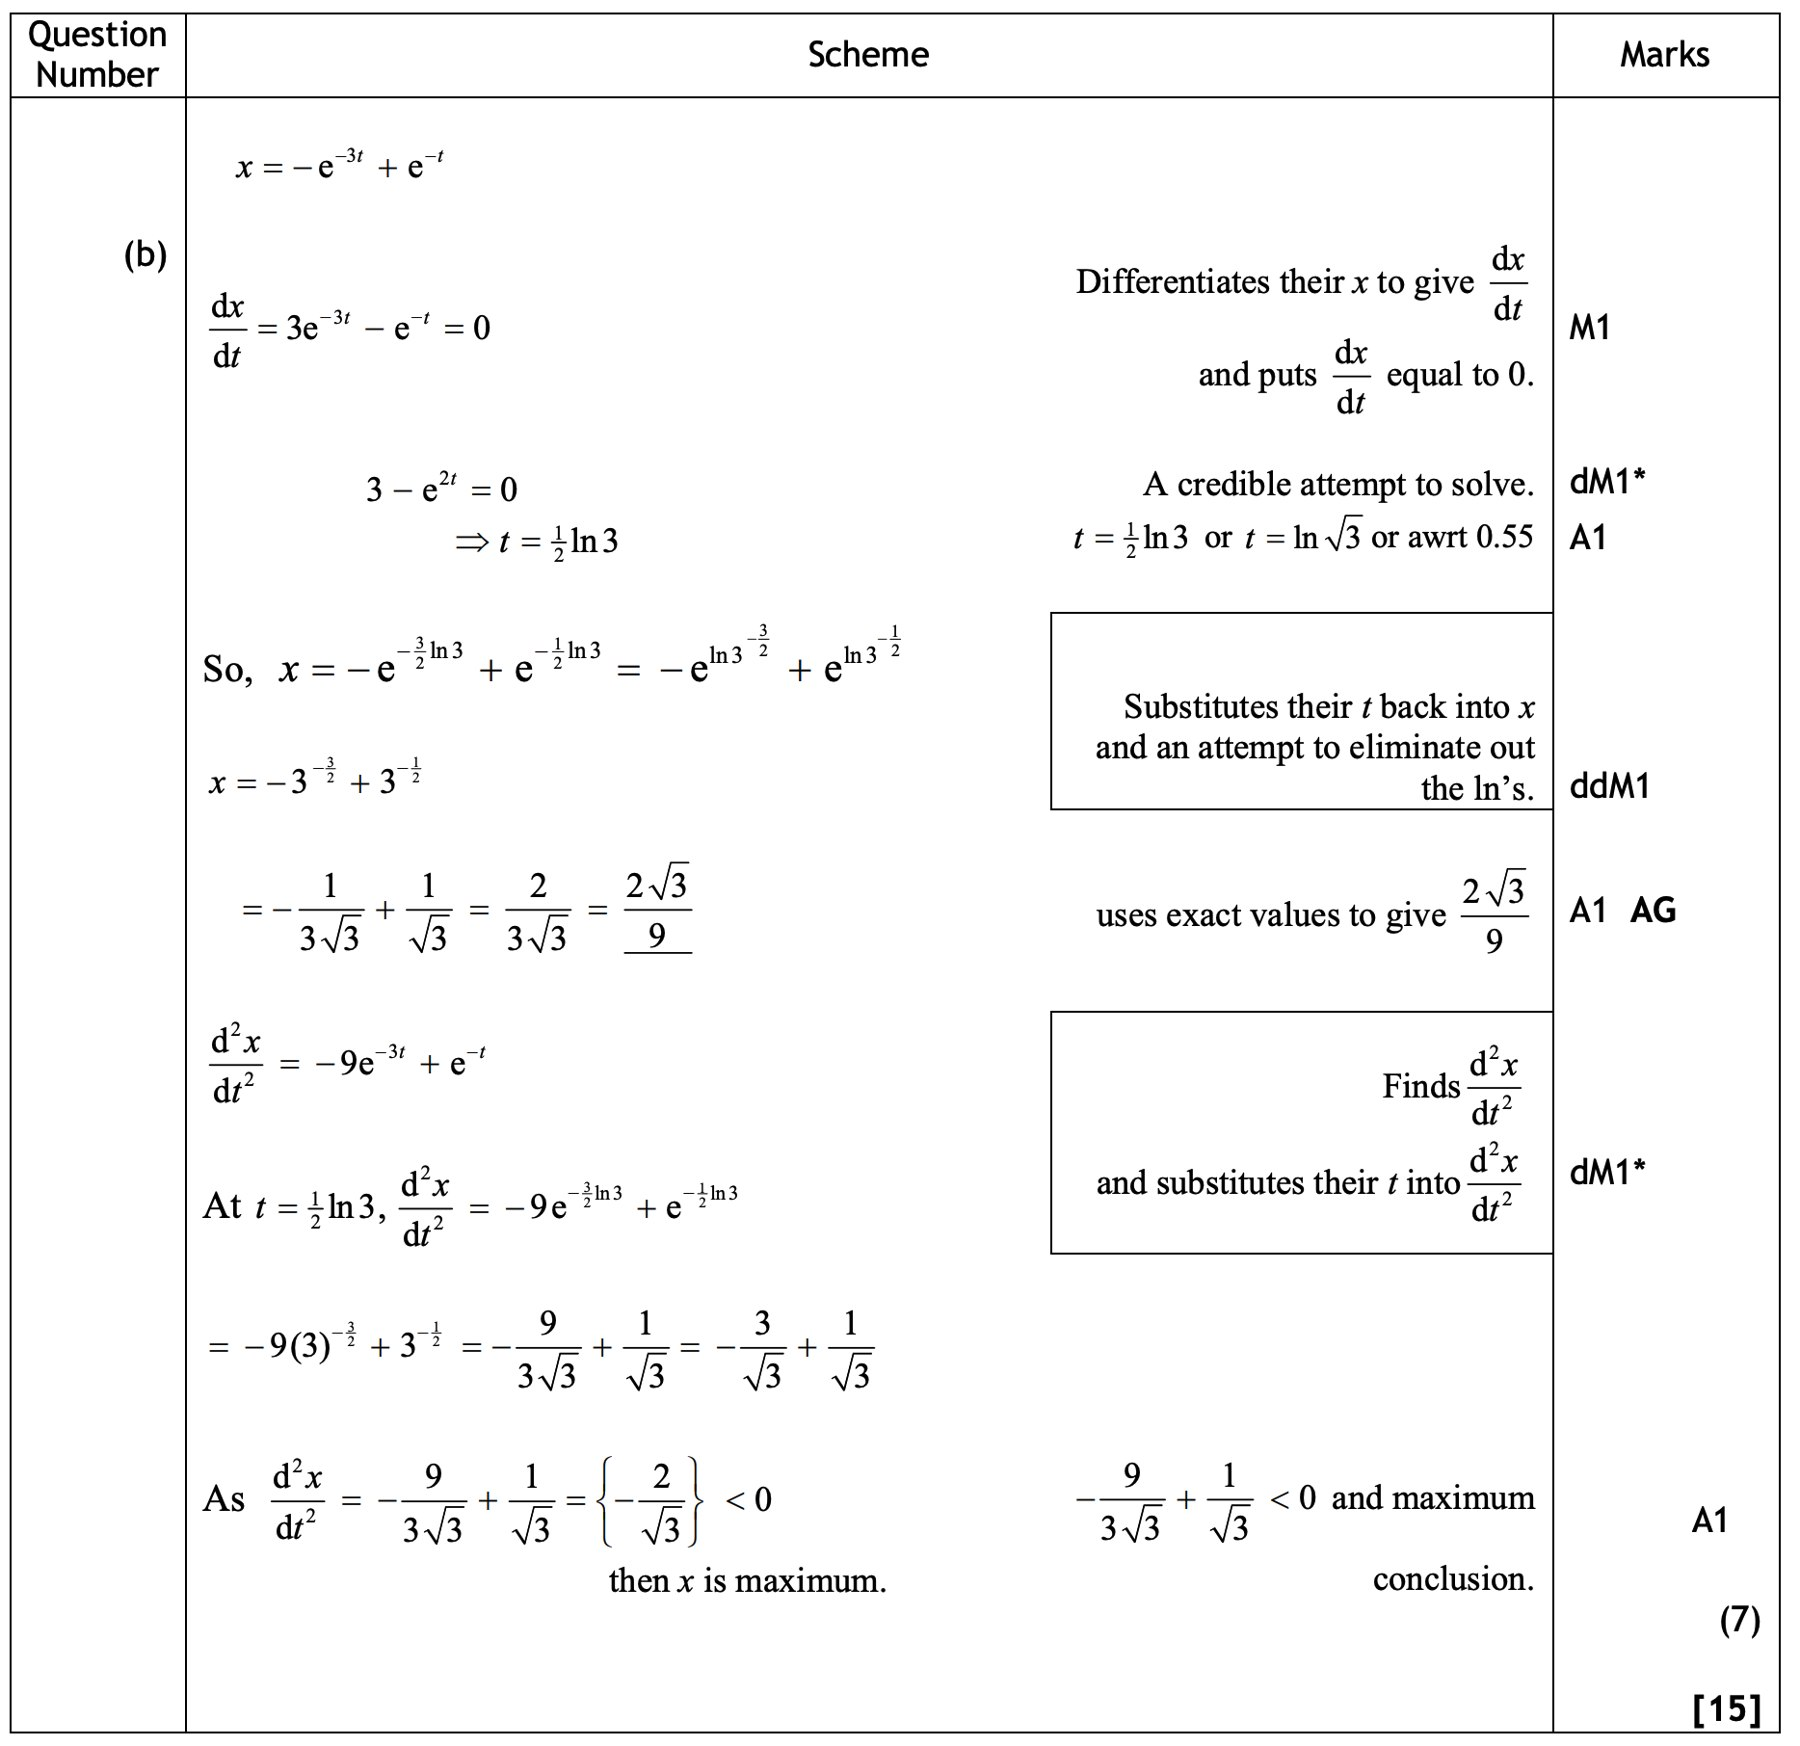 Question Number Scheme Marks
x = −e^{−3t} + e^{−t}
(b)
dx/dt = 3e^{−3t} − e^{−t} = 0
Differentiates their x to give dx/dt
and puts dx/dt equal to 0.
M1
3 − e^{2t} = 0 A credible attempt to solve. dM1*
⇒ t = ½ ln 3 t = ½ ln 3 or t = ln √3 or awrt 0.55 A1
So, x = −e^{−3/2 ln 3} + e^{−1/2 ln 3} = −e^{ln 3^{−3/2}} + e^{ln 3^{−1/2}}
x = −3^{−3/2} + 3^{−1/2}
Substitutes their t back into x
and an attempt to eliminate out
the ln’s.
ddM1
= −1/(3√3) + 1/√3 = 2/(3√3) = 2√3/9 uses exact values to give 2√3/9 A1 AG
d²x/dt² = −9e^{−3t} + e^{−t}
Finds d²x/dt²
At t = ½ ln 3, d²x/dt² = −9e^{−3/2 ln 3} + e^{−1/2 ln 3}
and substitutes their t into d²x/dt²
dM1*
= −9(3)^{−3/2} + 3^{−1/2} = −9/(3√3) + 1/√3 = −3/√3 + 1/√3
As d²x/dt² = −9/(3√3) + 1/√3 = {−2/√3} < 0
then x is maximum.
−9/(3√3) + 1/√3 < 0 and maximum
conclusion.
A1
(7)
[15]